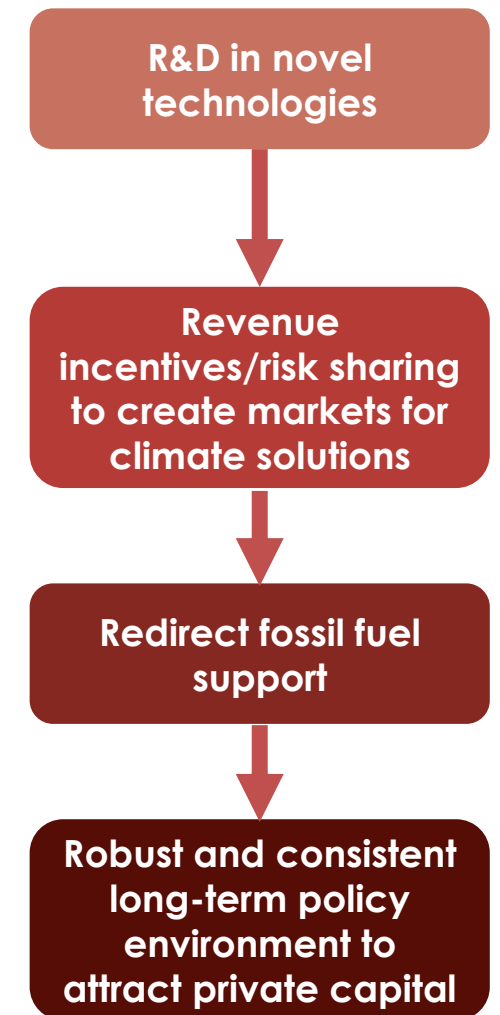 R&D in novel
technologies
Revenue
incentives/risk sharing
to create markets for
climate solutions
Redirect fossil fuel
support
Robust and consistent
long-term policy
environment to
attract private capital